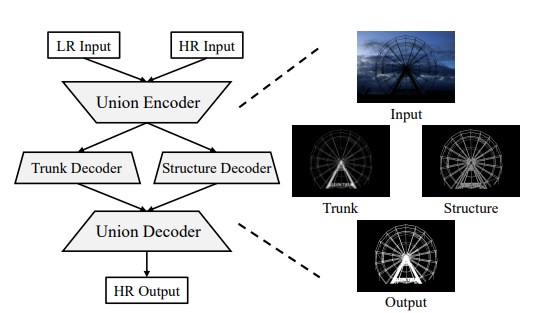 LR Input
HR Input
Union Encoder
Input
Trunk Decoder
Structure Decoder
Trunk
Structure
Union Decoder
HR Output
Output